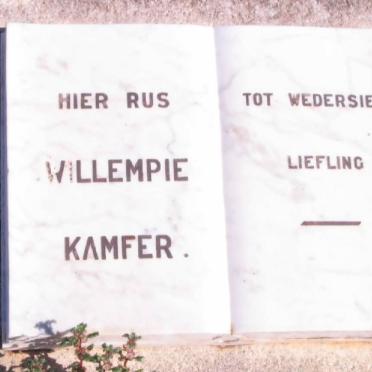 HIER RUS
WILLEMPIE
KAMFER.
TOT WEDERSIE
LIEFLING